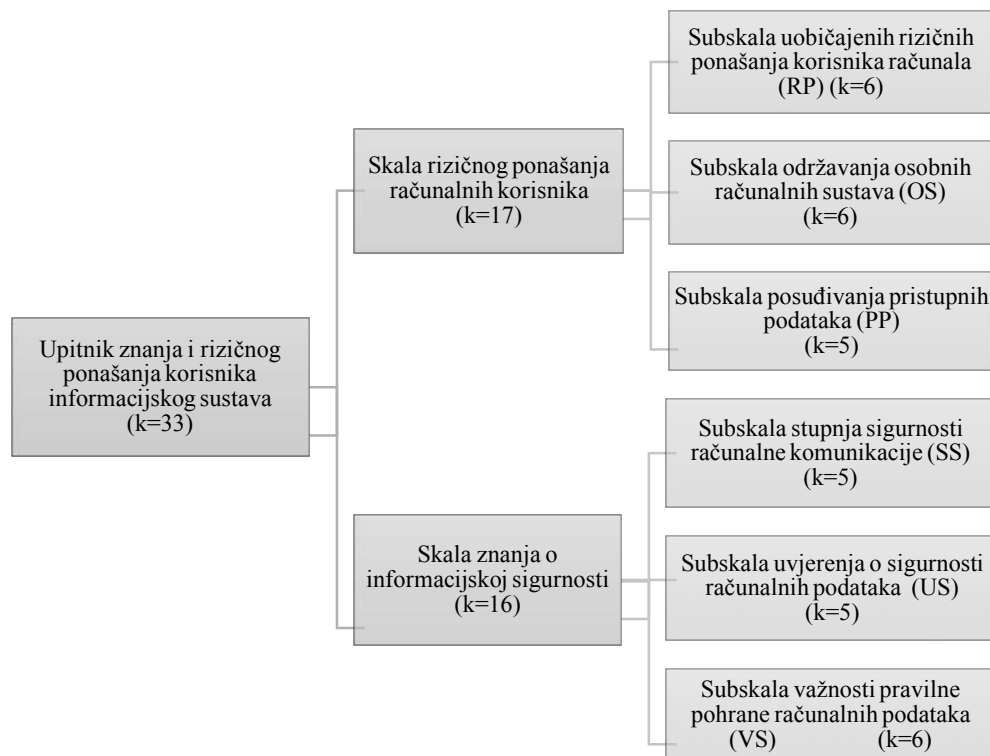 Upitnik znanja i rizičnog
ponašanja korisnika
informacijskog sustava
(k=33)
Skala rizičnog ponašanja
računalnih korisnika
(k=17)
Subskala uobičajenih rizičnih
ponašanja korisnika računala
(RP) (k=6)
Subskala održavanja osobnih
računalnih sustava (OS)
(k=6)
Subskala posuđivanja pristupnih
podataka (PP)
(k=5)
Skala znanja o
informacijskoj sigurnosti
(k=16)
Subskala stupnja sigurnosti
računalne komunikacije (SS)
(k=5)
Subskala uvjerenja o sigurnosti
računalnih podataka (US)
(k=5)
Subskala važnosti pravilne
pohrane računalnih podataka
(VS) (k=6)